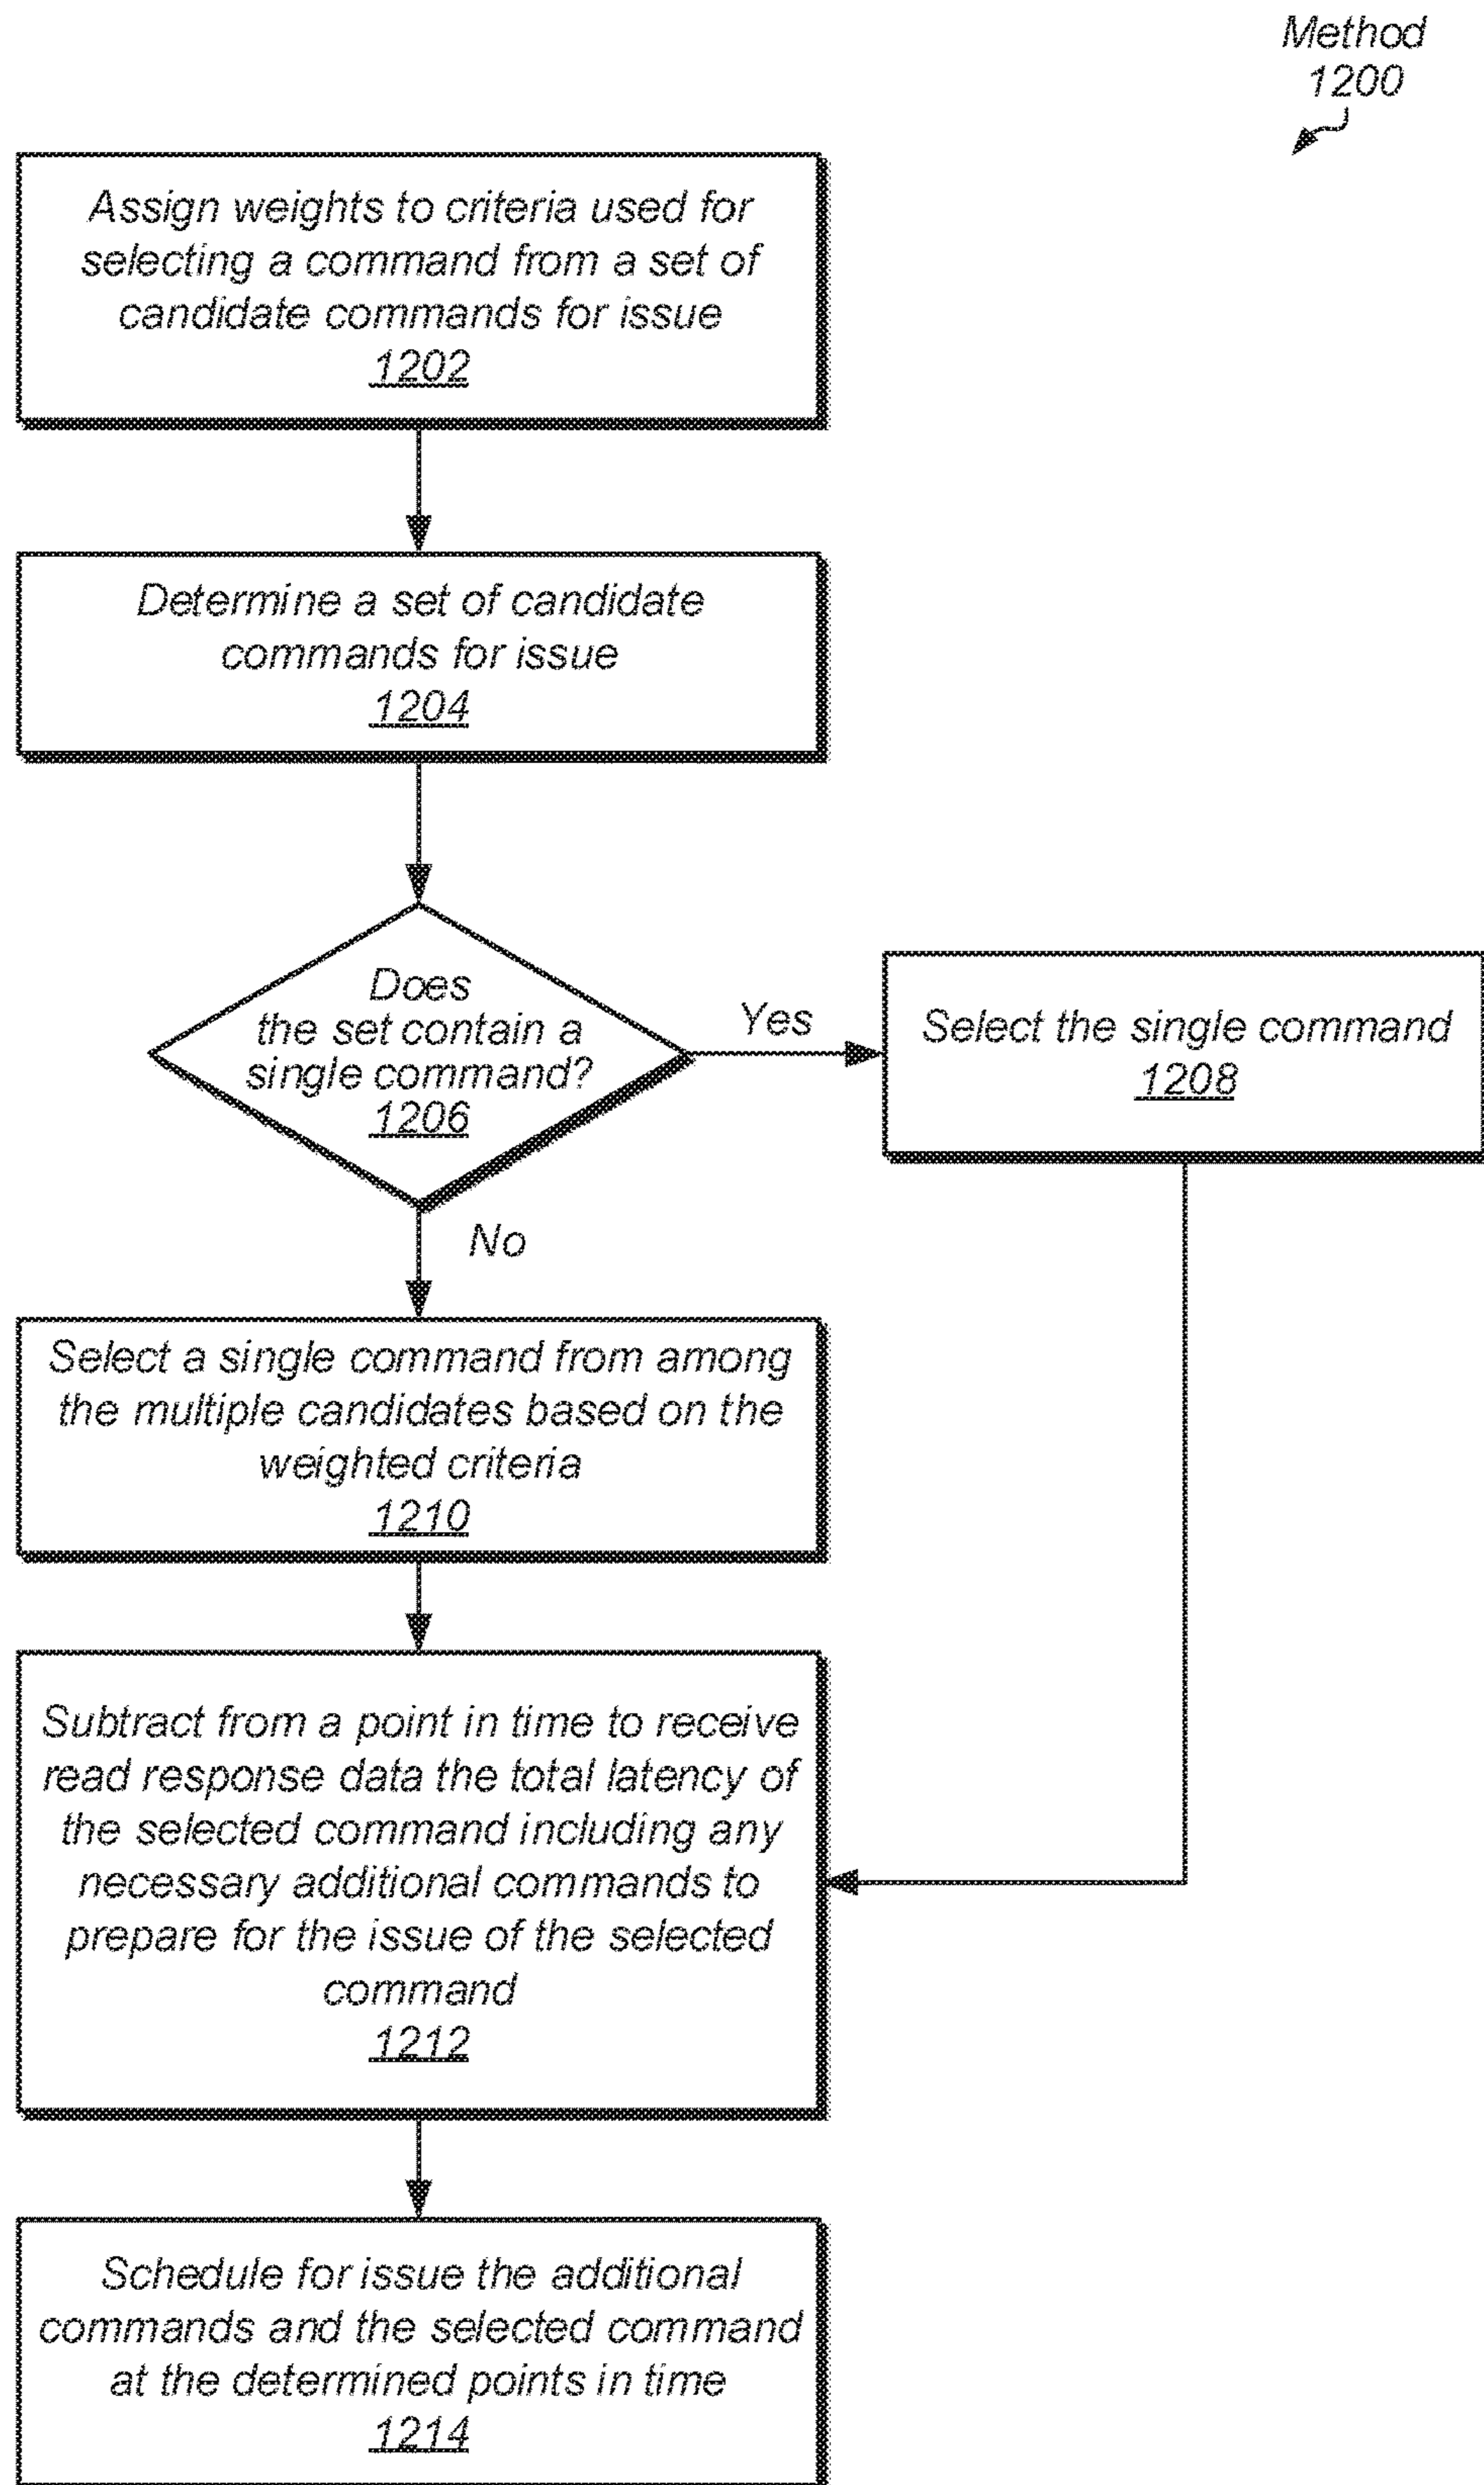 Method
1200
Assign weights to criteria used for
selecting a command from a set of
candidate commands for issue
1202
Determine a set of candidate
commands for issue
1204
Does
the set contain a
single command?
1206
Yes
Select the single command
1208
No
Select a single command from among
the multiple candidates based on the
weighted criteria
1210
Subtract from a point in time to receive
read response data the total latency of
the selected command including any
necessary additional commands to
prepare for the issue of the selected
command
1212
Schedule for issue the additional
commands and the selected command
at the determined points in time
1214